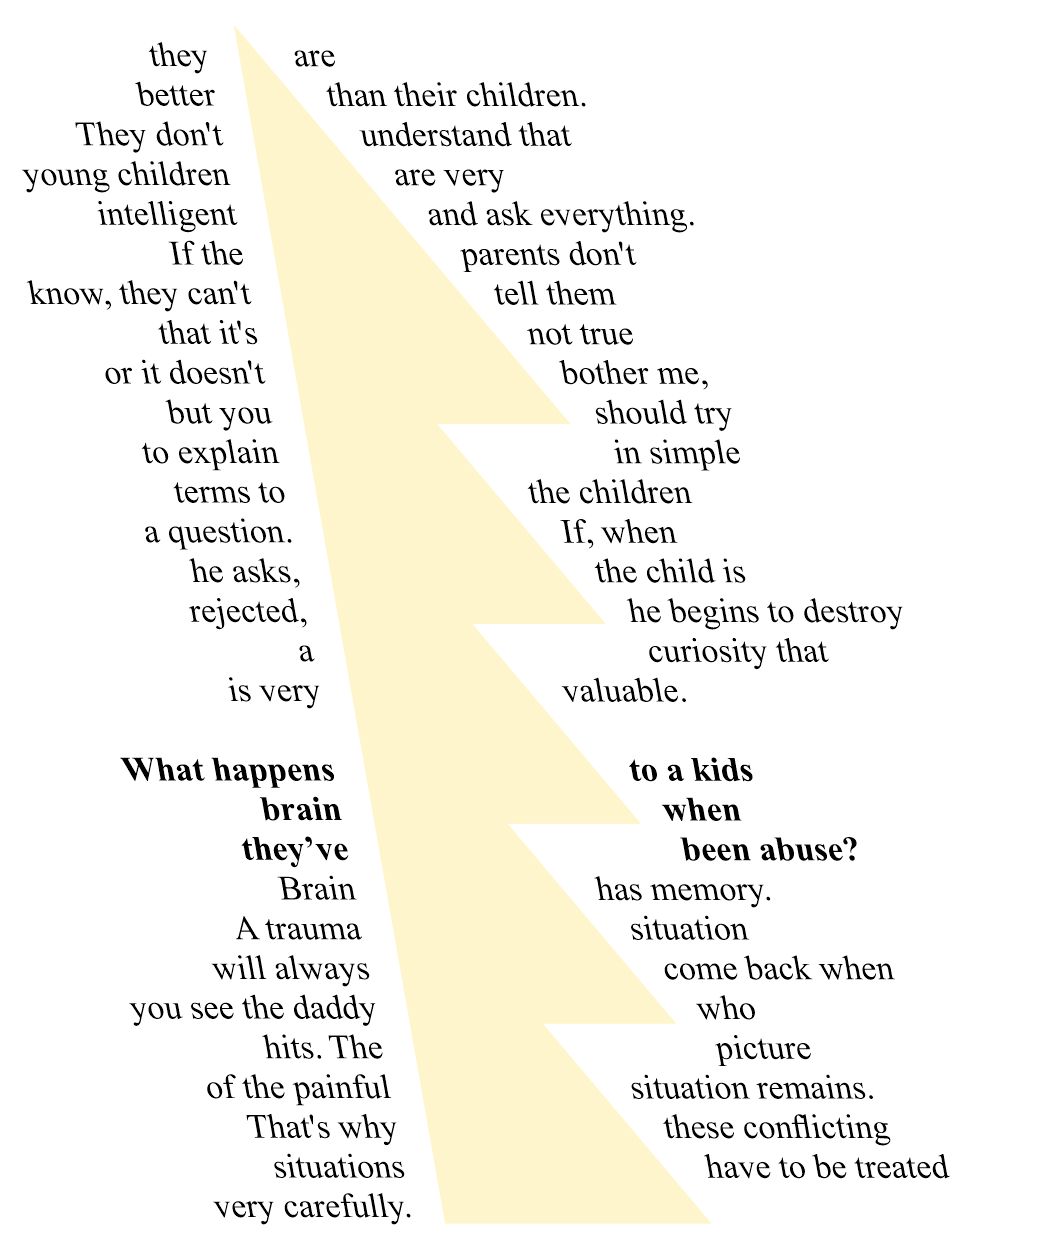 they are
better than their children.
They don't understand that
young children are very
intelligent and ask everything.
If the parents don't
know, they can't tell them
that it's not true
or it doesn't bother me,
but you should try
to explain in simple
terms to the children
a question. If, when
he asks, the child is
rejected, he begins to destroy
a curiosity that
is very valuable.
What happens to a kids
brain when
they’ve been abuse?
Brain has memory.
A trauma situation
will always come back when
you see the daddy who
hits. The picture
of the painful situation remains.
That's why these conflicting
situations have to be treated
very carefully.